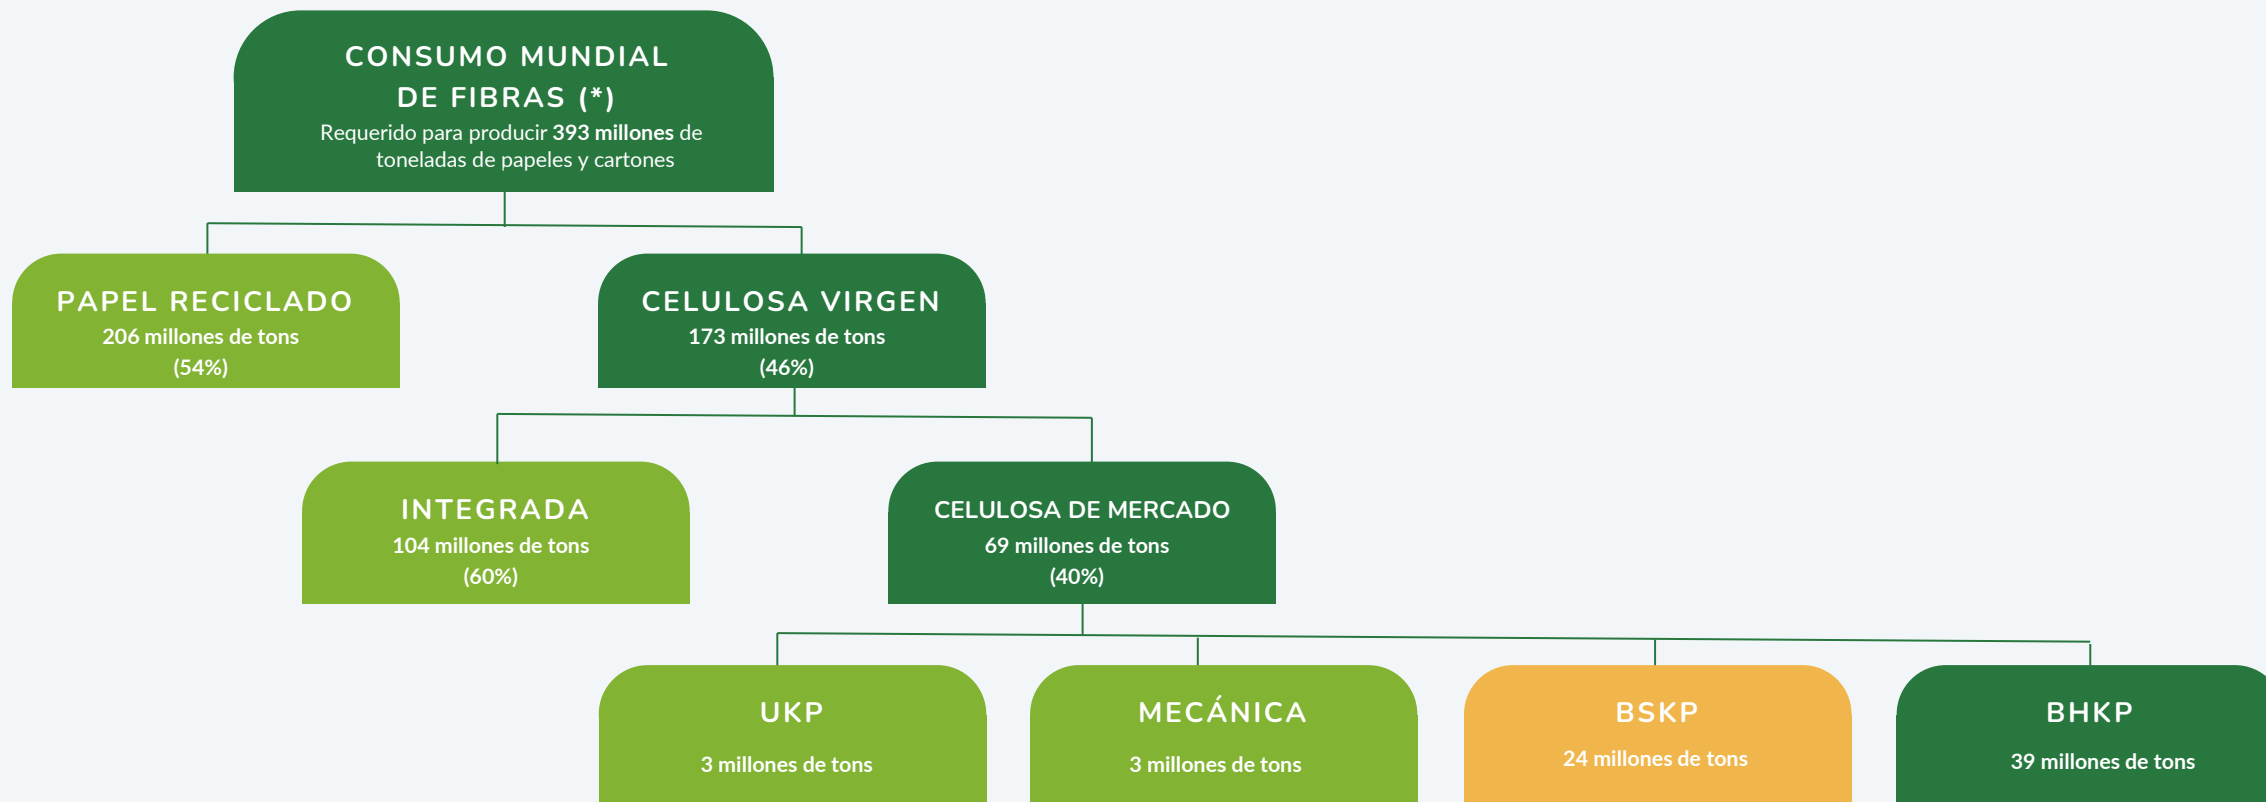 CONSUMO MUNDIAL
DE FIBRAS (*)
Requerido para producir 393 millones de
toneladas de papeles y cartones
PAPEL RECICLADO
206 millones de tons
(54%)
CELULOSA VIRGEN
173 millones de tons
(46%)
INTEGRADA
104 millones de tons
(60%)
CELULOSA DE MERCADO
69 millones de tons
(40%)
UKP
3 millones de tons
MECÁNICA
3 millones de tons
BSKP
24 millones de tons
BHKP
39 millones de tons